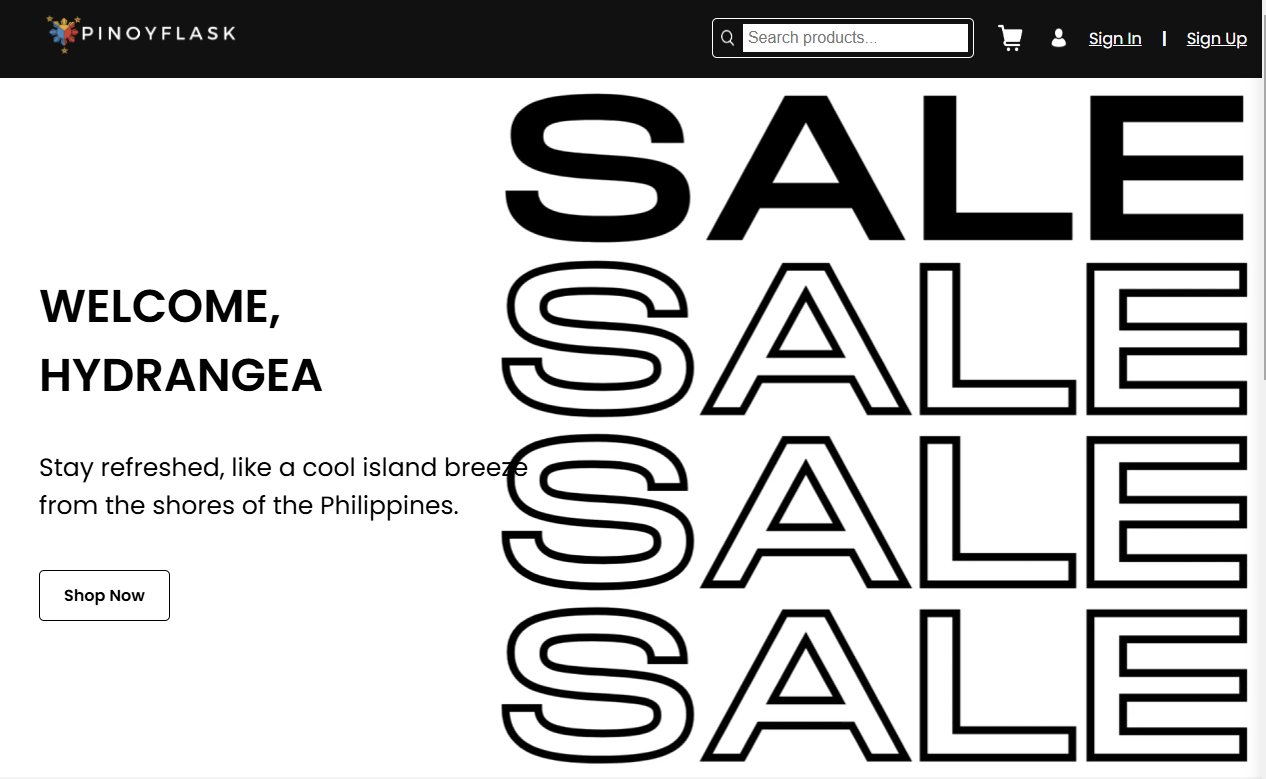 PINOYFLASK
Search products...
Sign In | Sign Up
SALE
SALE
SALE
SALE
WELCOME,
HYDRANGEA
Stay refreshed, like a cool island breeze
from the shores of the Philippines.
Shop Now